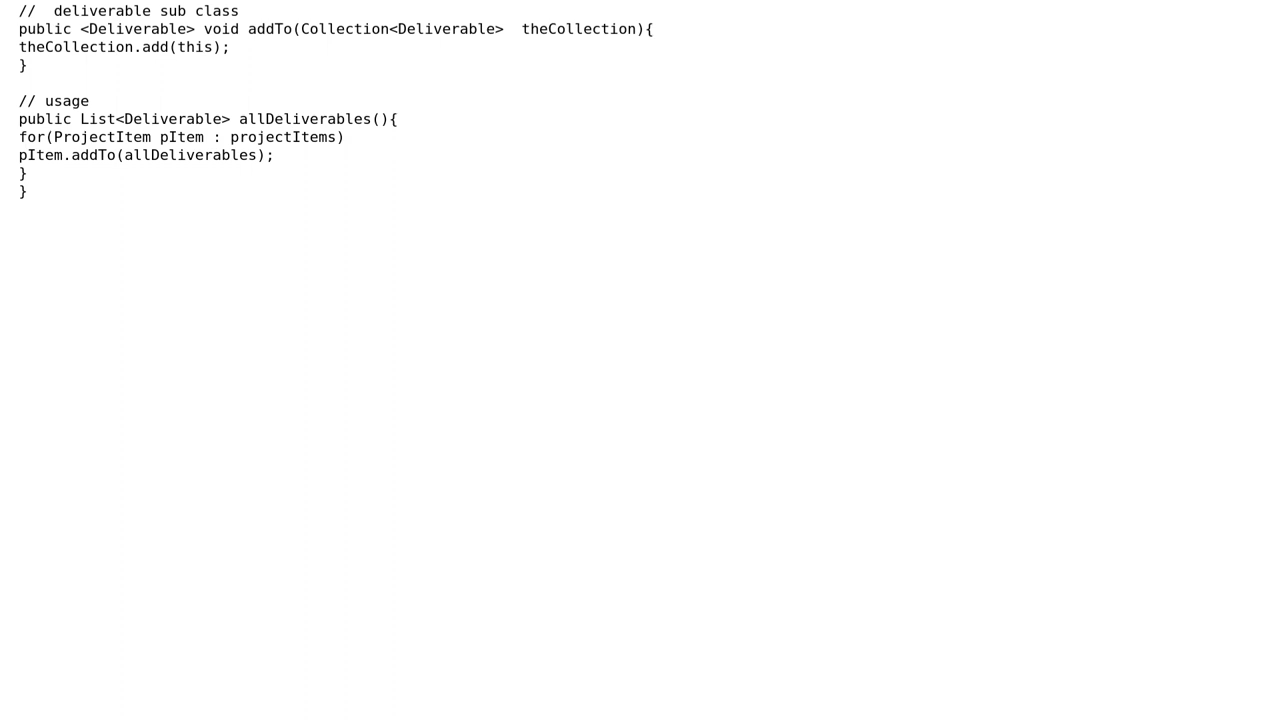 //  deliverable sub class
public <Deliverable> void addTo(Collection<Deliverable>  theCollection){
theCollection.add(this);
}

// usage
public List<Deliverable> allDeliverables(){
for(ProjectItem pItem : projectItems)
pItem.addTo(allDeliverables);
}
}